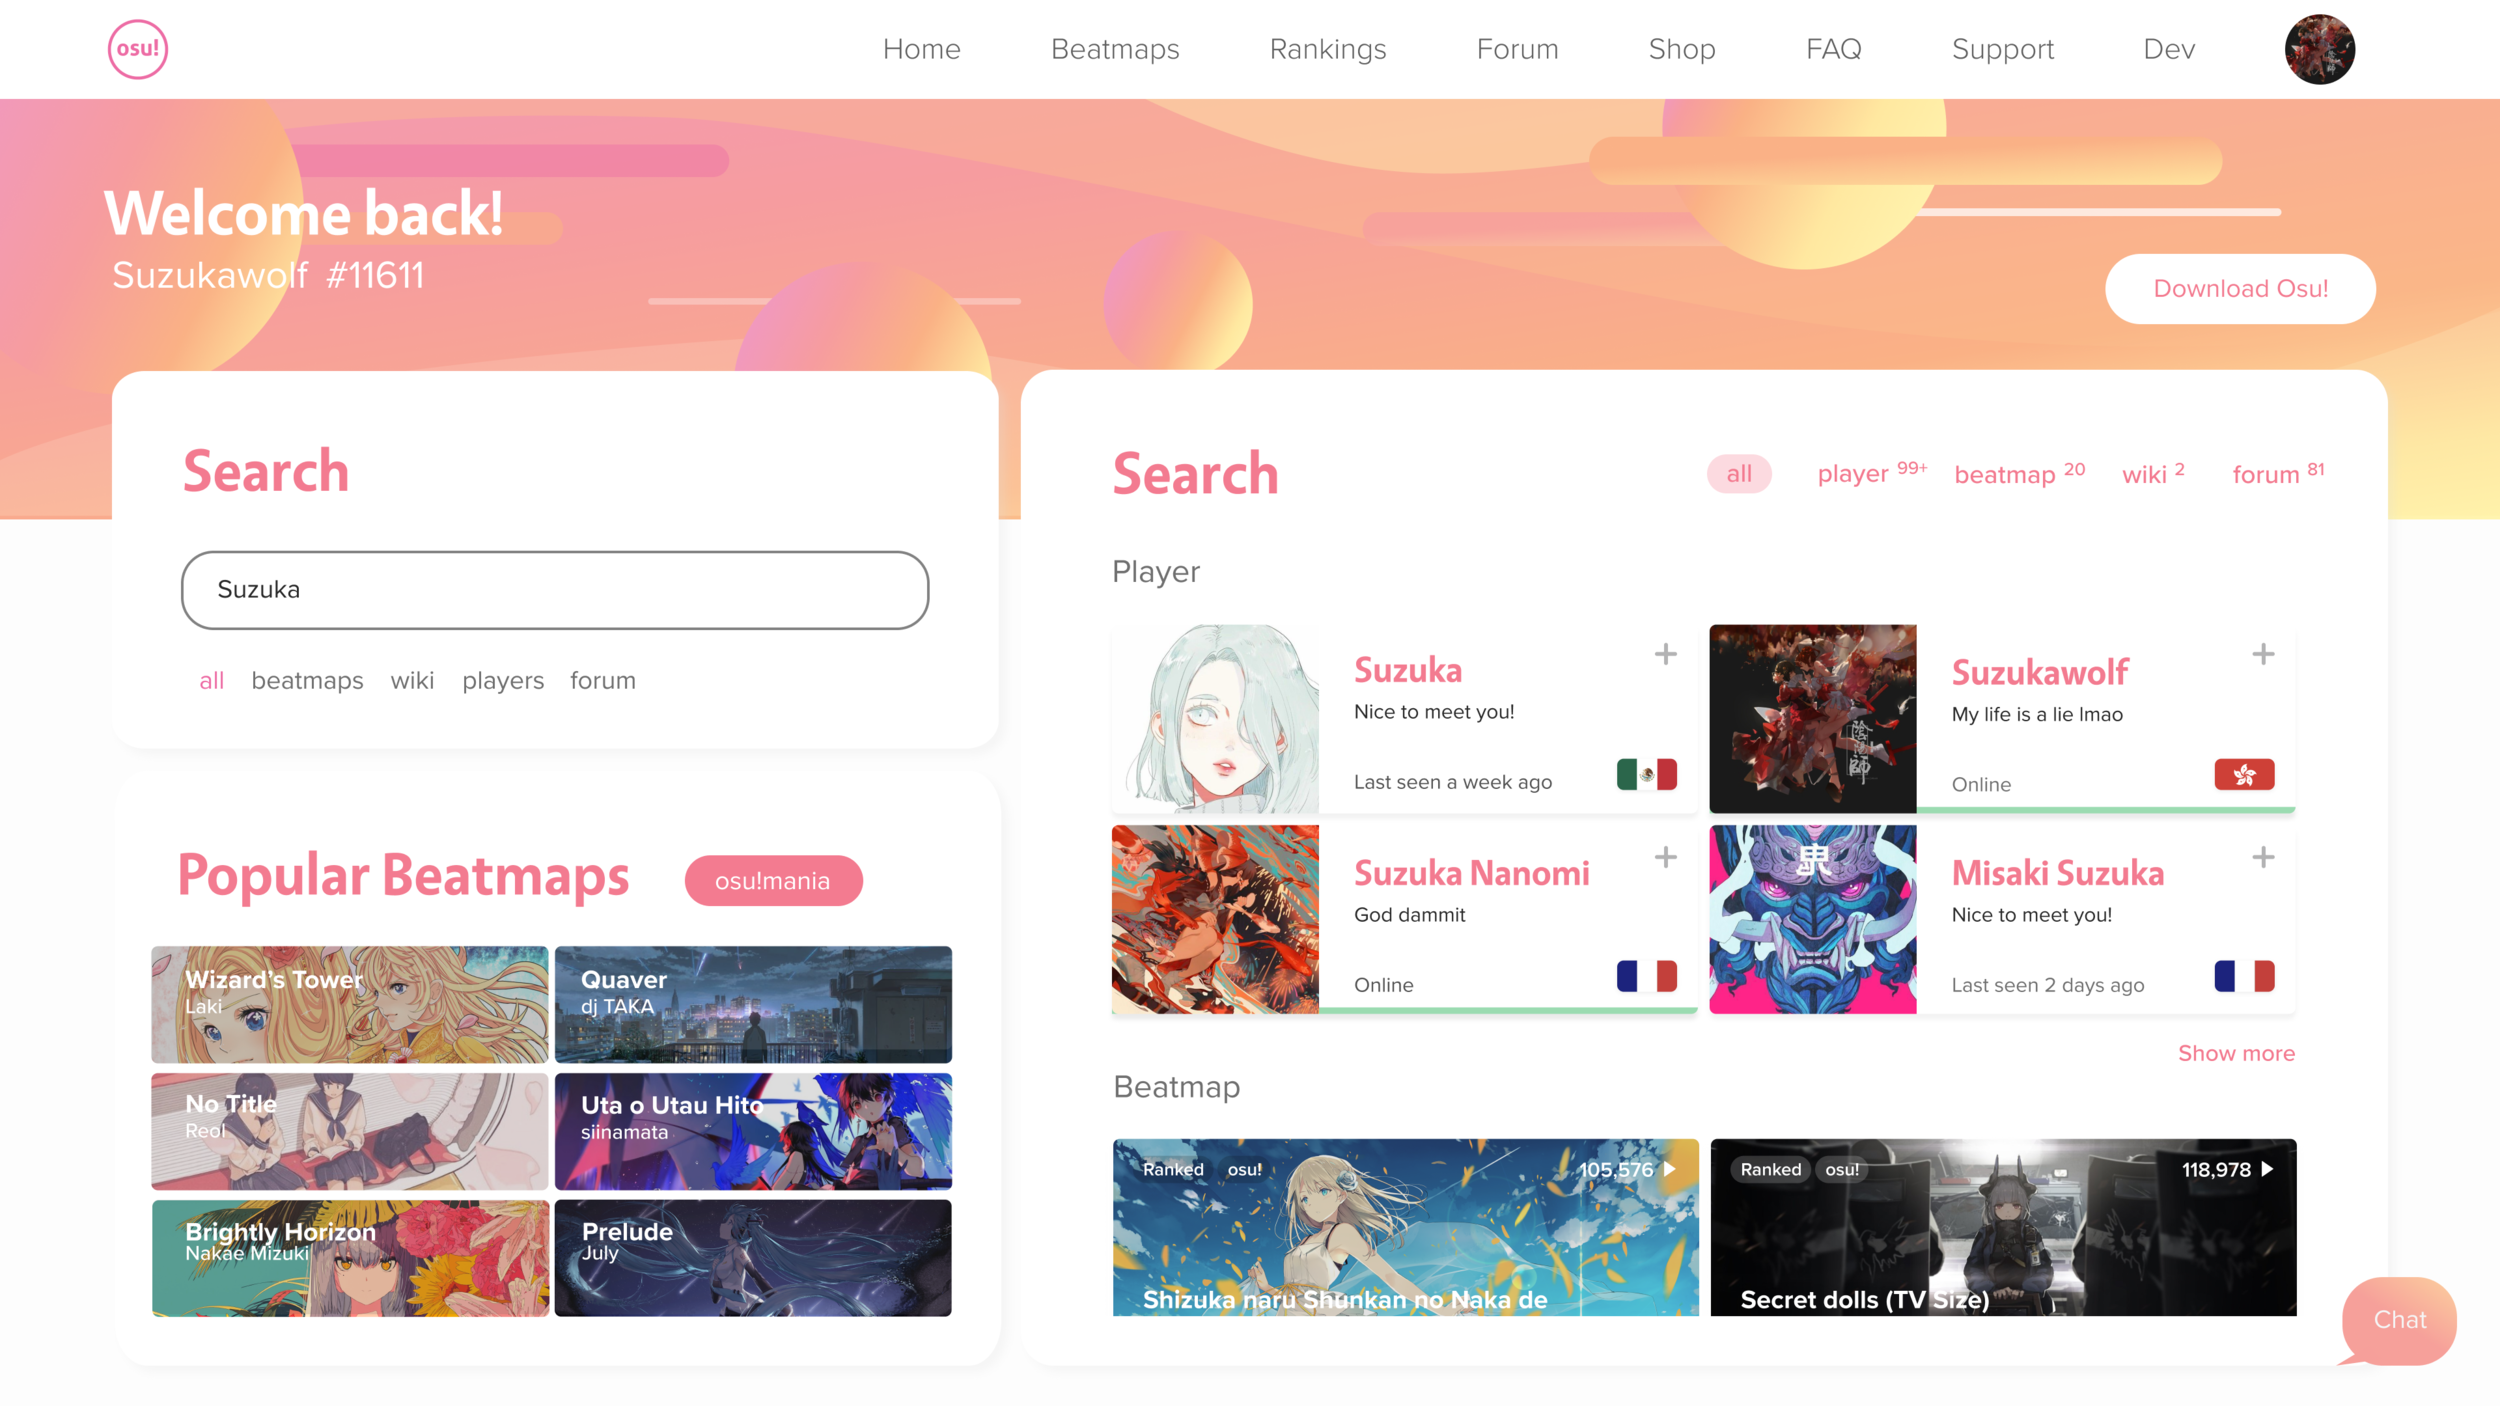 osu!
Home
Beatmaps
Rankings
Forum
Shop
FAQ
Support
Dev
Welcome back!
Suzukawolf #11611
Download Osu!
Search
Suzuka
all
beatmaps
wiki
players
forum
Popular Beatmaps
osu!mania
Wizard's Tower
Laki
Quaver
dj TAKA
No Title
Reol
Uta o Utau Hito
siinamata
Brightly Horizon
Nakae Mizuki
Prelude
July
Search
all
player 99+
beatmap 20
wiki 2
forum 81
Player
Suzuka
Nice to meet you!
Last seen a week ago
Suzukawolf
My life is a lie lmao
Online
Suzuka Nanomi
God dammit
Online
Misaki Suzuka
Nice to meet you!
Last seen 2 days ago
Show more
Beatmap
Ranked
osu!
105,576
Shizuka naru Shunkan no Naka de
Ranked
osu!
118,978
Secret dolls (TV Size)
Chat